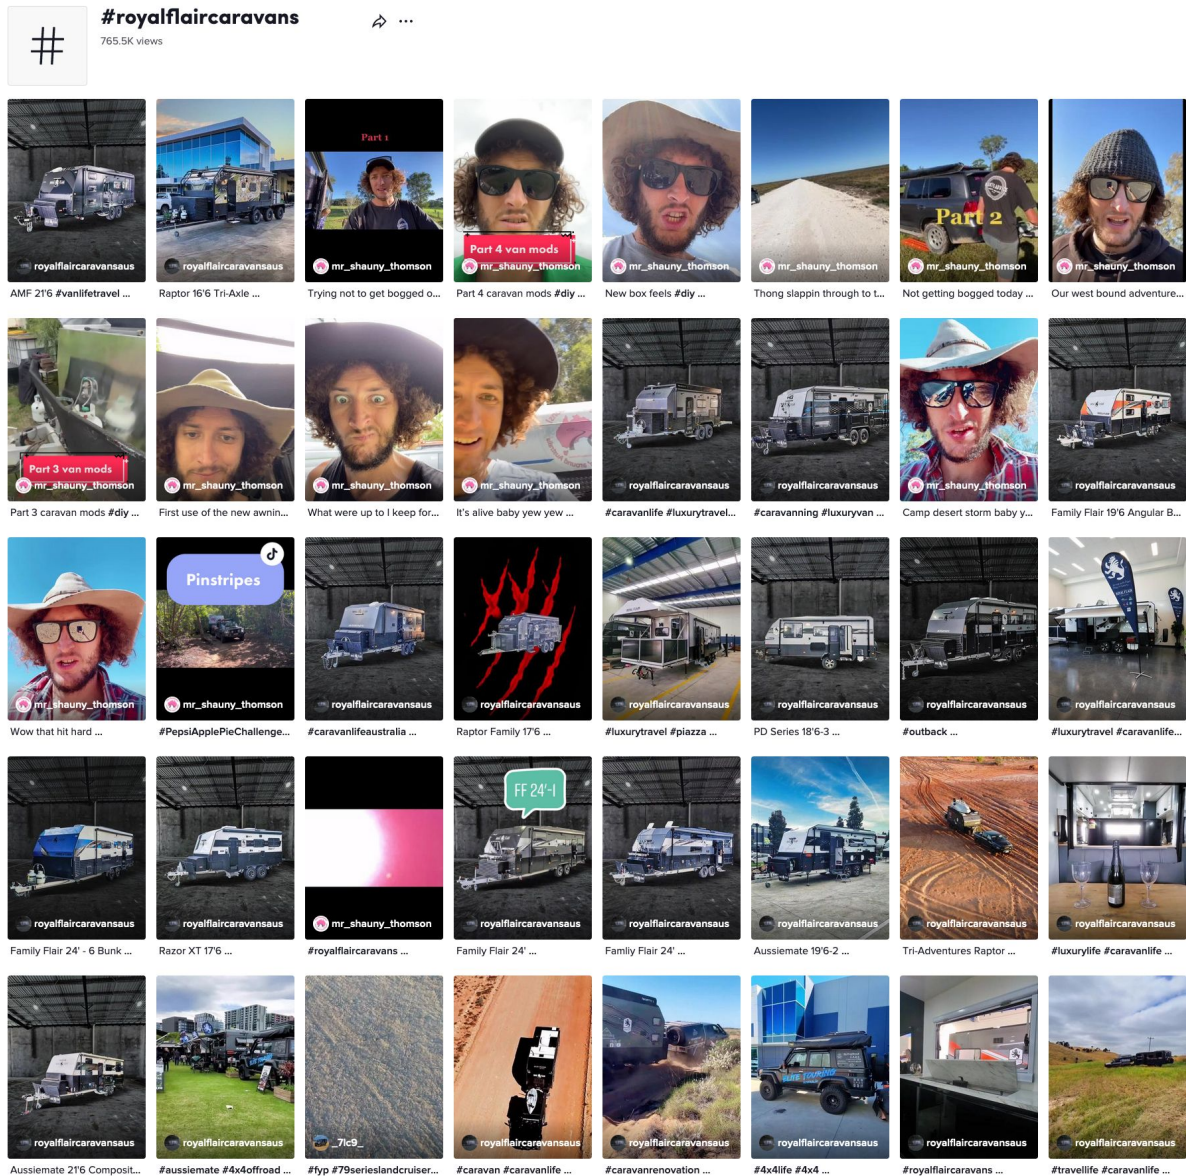 #royalflaircaravans
765.5K views
royalflaircaravansaus
AMF 21'6 #vanlifetravel ...
royalflaircaravansaus
Raptor 16'6 Tri-Axle ...
Part 1
mr_shauny_thomson
Trying not to get bogged o...
Part 4 van mods
mr_shauny_thomson
Part 4 caravan mods #diy ...
mr_shauny_thomson
New box feels #diy ...
mr_shauny_thomson
Thong slappin through to t...
Part 2
mr_shauny_thomson
Not getting bogged today ...
mr_shauny_thomson
Our west bound adventure...
Part 3 van mods
mr_shauny_thomson
Part 3 caravan mods #diy ...
mr_shauny_thomson
First use of the new awnin...
mr_shauny_thomson
What were up to I keep for...
mr_shauny_thomson
It's alive baby yew yew ...
royalflaircaravansaus
#caravanlife #luxurytravel...
royalflaircaravansaus
#caravanning #luxuryvan ...
mr_shauny_thomson
Camp desert storm baby y...
royalflaircaravansaus
Family Flair 19'6 Angular B...
mr_shauny_thomson
Wow that hit hard ...
Pinstripes
mr_shauny_thomson
#PepsiApplePieChallenge...
royalflaircaravansaus
#caravanlifeaustralia ...
royalflaircaravansaus
Raptor Family 17'6 ...
royalflaircaravansaus
#luxurytravel #piazza ...
royalflaircaravansaus
PD Series 18'6-3 ...
royalflaircaravansaus
#outback ...
royalflaircaravansaus
#luxurytravel #caravanlife...
royalflaircaravansaus
Family Flair 24' - 6 Bunk ...
royalflaircaravansaus
Razor XT 17'6 ...
mr_shauny_thomson
#royalflaircaravans ...
FF 24'-1
royalflaircaravansaus
Family Flair 24' ...
royalflaircaravansaus
Famliy Flair 24' ...
royalflaircaravansaus
Aussiemate 19'6-2 ...
royalflaircaravansaus
Tri-Adventures Raptor ...
royalflaircaravansaus
#luxurylife #caravanlife ...
royalflaircaravansaus
Aussiemate 21'6 Composit...
royalflaircaravansaus
#aussiemate #4x4offroad ...
_7lc9_
#fyp #79serieslandcruiser...
royalflaircaravansaus
#caravan #caravanlife ...
royalflaircaravansaus
#caravanrenovation ...
ELITE TOURING
royalflaircaravansaus
#4x4life #4x4 ...
royalflaircaravansaus
#royalflaircaravans ...
royalflaircaravansaus
#travellife #caravanlife ...